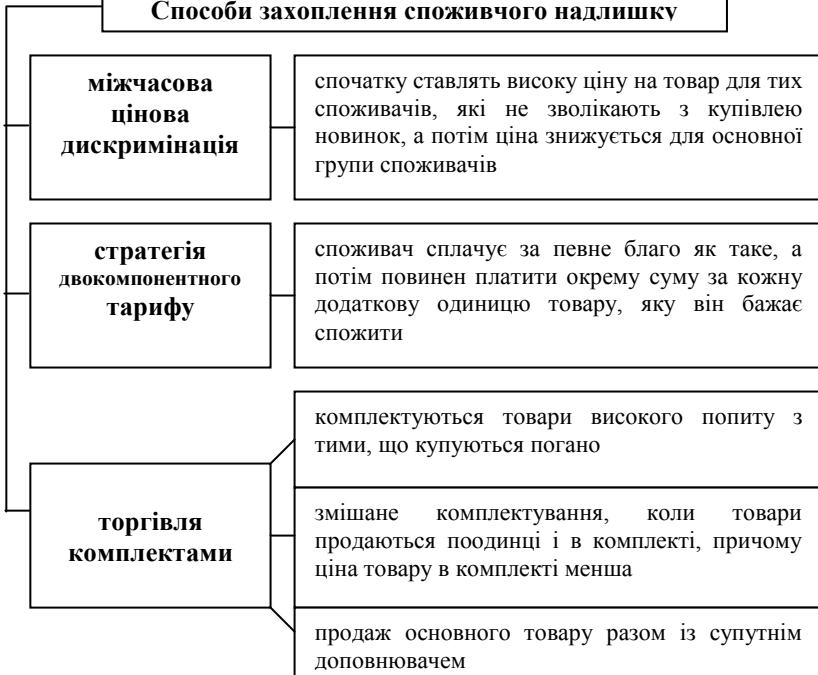 Способи захоплення споживчого надлишку
міжчасова
цінова
дискримінація
спочатку ставлять високу ціну на товар для тих
споживачів, які не зволікають з купівлею
новинок, а потім ціна знижується для основної
групи споживачів
стратегія
двокомпонентного
тарифу
споживач сплачує за певне благо як таке, а
потім повинен платити окрему суму за кожну
додаткову одиницю товару, яку він бажає
спожити
торгівля
комплектами
комплектуються товари високого попиту з
тими, що купуються погано
змішане комплектування, коли товари
продаються поодинці і в комплекті, причому
ціна товару в комплекті менша
продаж основного товару разом із супутнім
доповнювачем